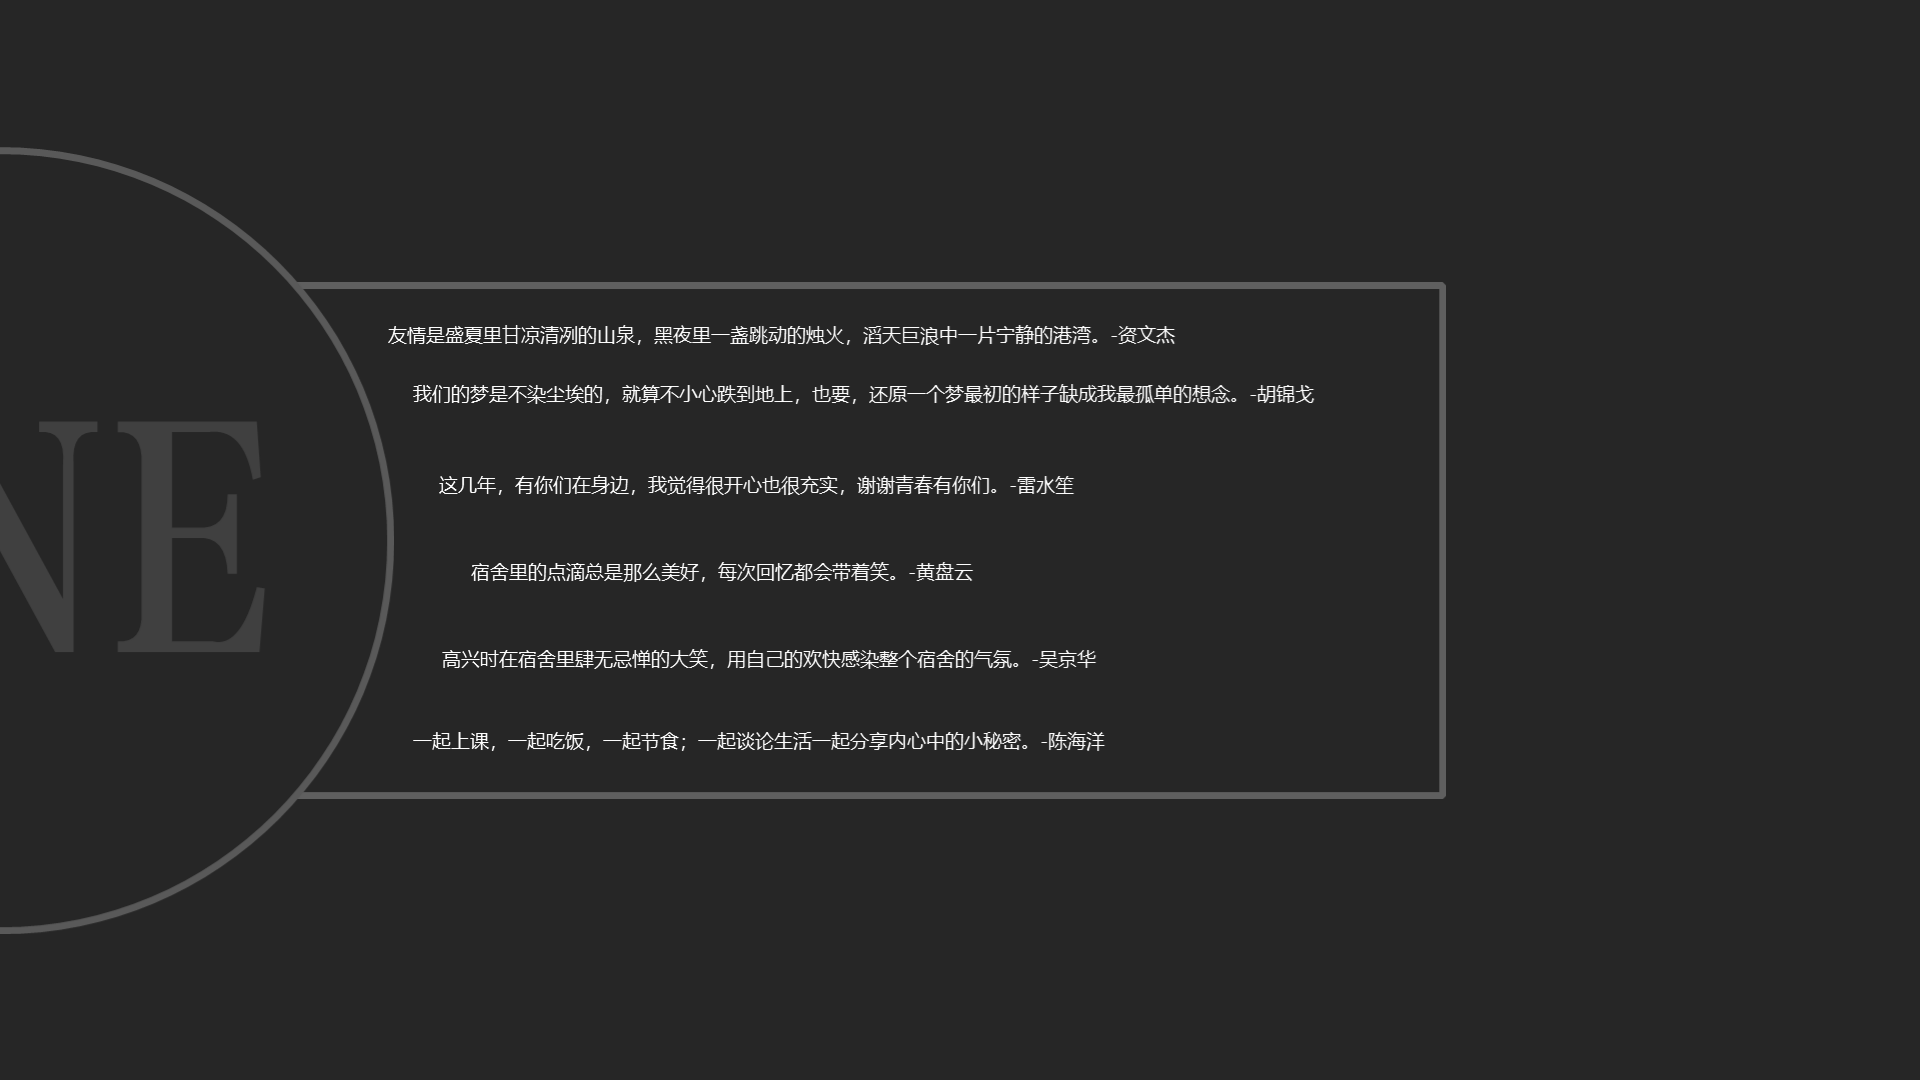 友情是盛夏里甘凉清冽的山泉，黑夜里一盏跳动的烛火，滔天巨浪中一片宁静的港湾。-资文杰
我们的梦是不染尘埃的，就算不小心跌到地上，也要，还原一个梦最初的样子缺成我最孤单的想念。-胡锦戈
NE
这几年，有你们在身边，我觉得很开心也很充实，谢谢青春有你们。-雷水笙
宿舍里的点滴总是那么美好，每次回忆都会带着笑。-黄盘云
高兴时在宿舍里肆无忌惮的大笑，用自己的欢快感染整个宿舍的气氛。-吴京华
一起上课，一起吃饭，一起节食；一起谈论生活一起分享内心中的小秘密。-陈海洋